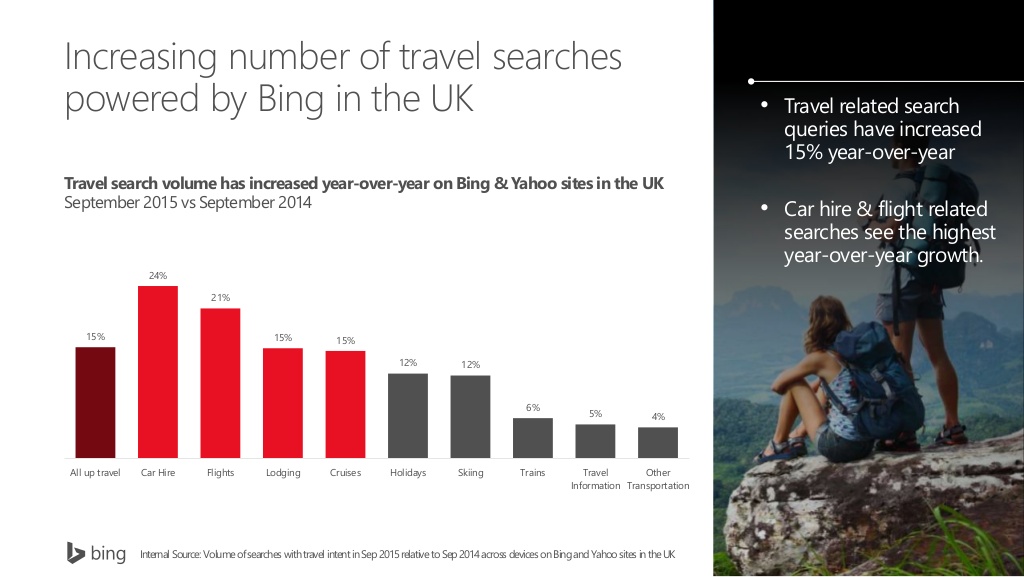 Increasing number of travel searches
powered by Bing in the UK
Travel search volume has increased year-over-year on Bing & Yahoo sites in the UK
September 2015 vs September 2014
15%
24%
21%
15%
15%
12%
12%
6%
5%
4%
All up travel
Car Hire
Flights
Lodging
Cruises
Holidays
Skiing
Trains
Travel
Information
Other
Transportation
bing
Internal Source: Volume of searches with travel intent in Sep 2015 relative to Sep 2014 across devices on Bing and Yahoo sites in the UK
• Travel related search
queries have increased
15% year-over-year
• Car hire & flight related
searches see the highest
year-over-year growth.